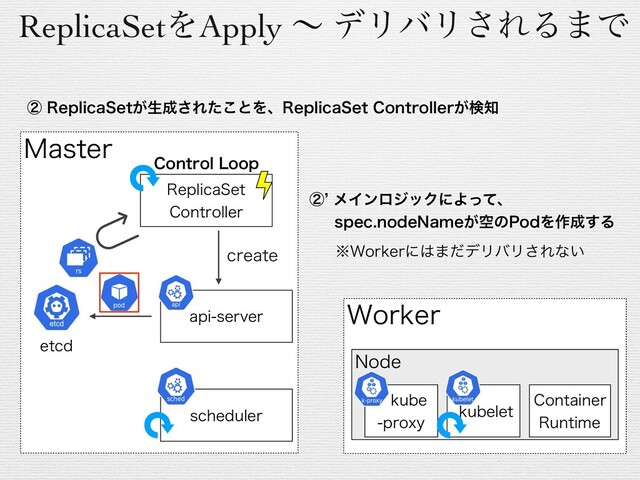 ReplicaSetをApply 〜 デリバリされるまで
② ReplicaSetが生成されたことを、ReplicaSet Controllerが検知
Master
Control Loop
ReplicaSet
Controller
②’ メインロジックによって、
spec.nodeNameが空のPodを作成する
※Workerにはまだデリバリされない
create
rs
pod
api
api-server
etcd
etcd
sched
scheduler
Worker
Node
k-proxy
kube
-proxy
kubelet
kubelet
Container
Runtime